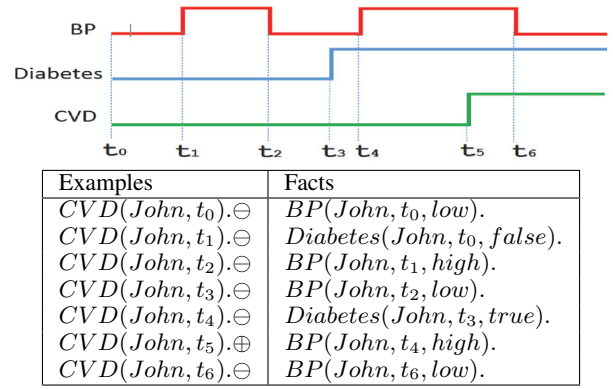 BP
Diabetes
CVD
t₀ t₁ t₂ t₃ t₄ t₅ t₆
Examples Facts
CVD(John, t₀).⊖ BP(John, t₀, low).
CVD(John, t₁).⊖ Diabetes(John, t₀, false).
CVD(John, t₂).⊖ BP(John, t₁, high).
CVD(John, t₃).⊖ BP(John, t₂, low).
CVD(John, t₄).⊖ Diabetes(John, t₃, true).
CVD(John, t₅).⊕ BP(John, t₄, high).
CVD(John, t₆).⊖ BP(John, t₆, low).